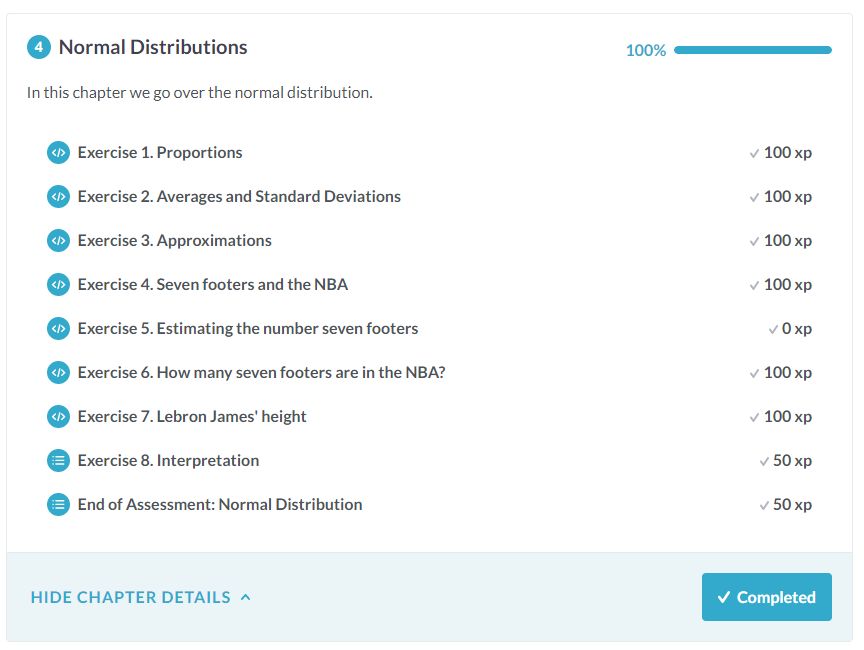 4 Normal Distributions
100%
In this chapter we go over the normal distribution.
Exercise 1. Proportions 100 xp
Exercise 2. Averages and Standard Deviations 100 xp
Exercise 3. Approximations 100 xp
Exercise 4. Seven footers and the NBA 100 xp
Exercise 5. Estimating the number seven footers 0 xp
Exercise 6. How many seven footers are in the NBA? 100 xp
Exercise 7. Lebron James' height 100 xp
Exercise 8. Interpretation 50 xp
End of Assessment: Normal Distribution 50 xp
HIDE CHAPTER DETAILS
Completed